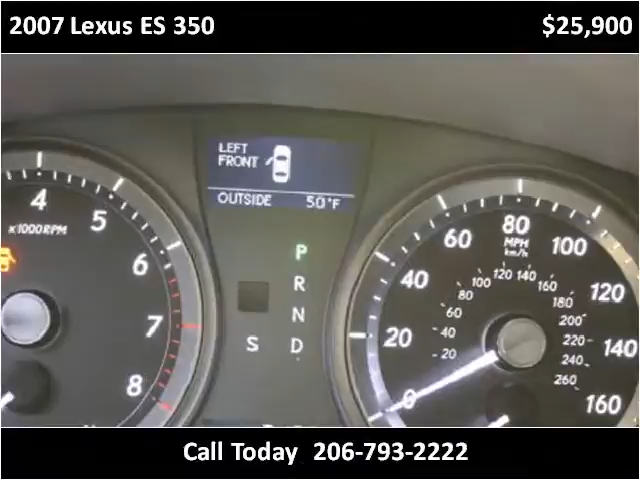 2007 Lexus ES 350 $25,900
LEFT
FRONT
OUTSIDE 50°F
4 5 6 7 8
x1000RPM
P
R
N
S D
0 20 40 60 80 100 120 140 160
MPH
km/h
20 40 60 80 100 120 140 160 180 200 220 240 260
Call Today 206-793-2222